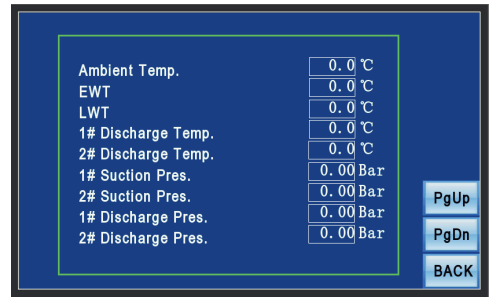 Ambient Temp. 0.0 ℃
EWT 0.0 ℃
LWT 0.0 ℃
1# Discharge Temp. 0.0 ℃
2# Discharge Temp. 0.0 ℃
1# Suction Pres. 0.00 Bar
2# Suction Pres. 0.00 Bar
1# Discharge Pres. 0.00 Bar
2# Discharge Pres. 0.00 Bar
PgUp
PgDn
BACK